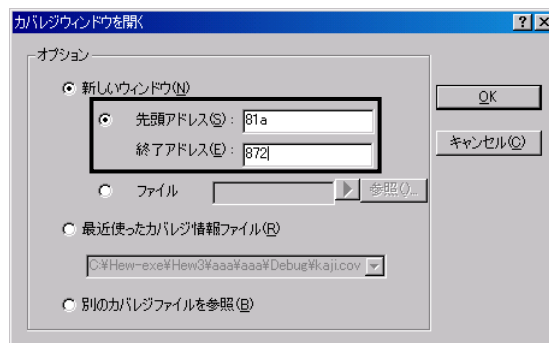 カバレジウィンドウを開く
オプション
新しいウィンドウ(N)
先頭アドレス(S): 81a
終了アドレス(E): 872
ファイル 参照()...
最近使ったカバレジ情報ファイル(R)
C:¥Hew-exe¥Hew3¥aaa¥aaa¥Debug¥kaji.cov
別のカバレジファイルを参照(B)
OK
キャンセル(C)